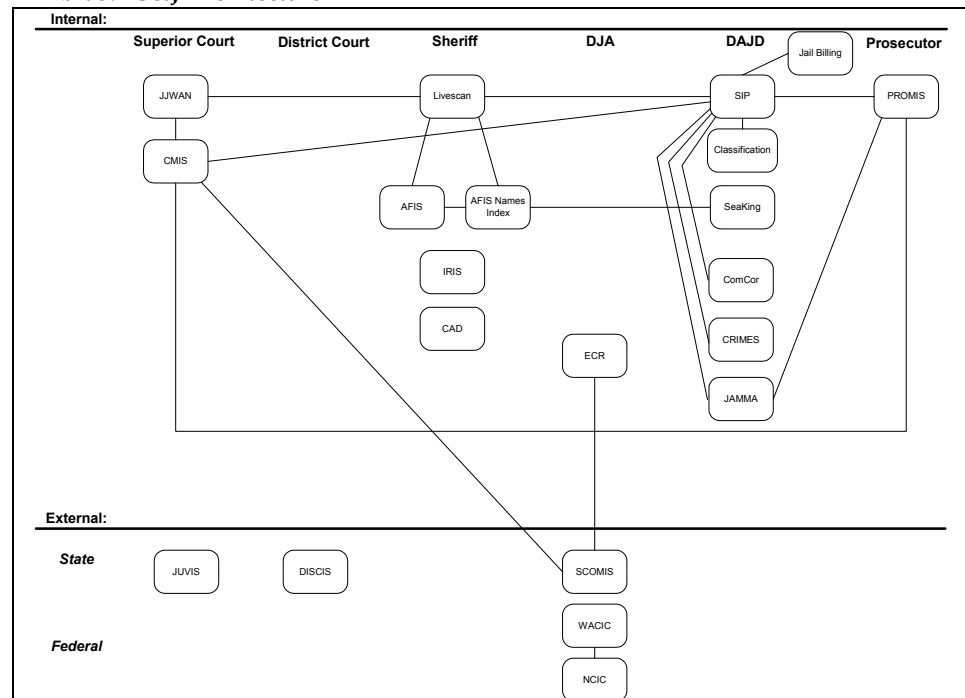 Internal:
Superior Court District Court Sheriff DJA DAJD Prosecutor
Jail Billing
JJWAN Livescan SIP PROMIS
CMIS Classification
AFIS AFIS Names
Index SeaKing
IRIS ComCor
CAD CRIMES
ECR
JAMMA
External:
State
JUVIS DISCIS SCOMIS
WACIC
Federal
NCIC